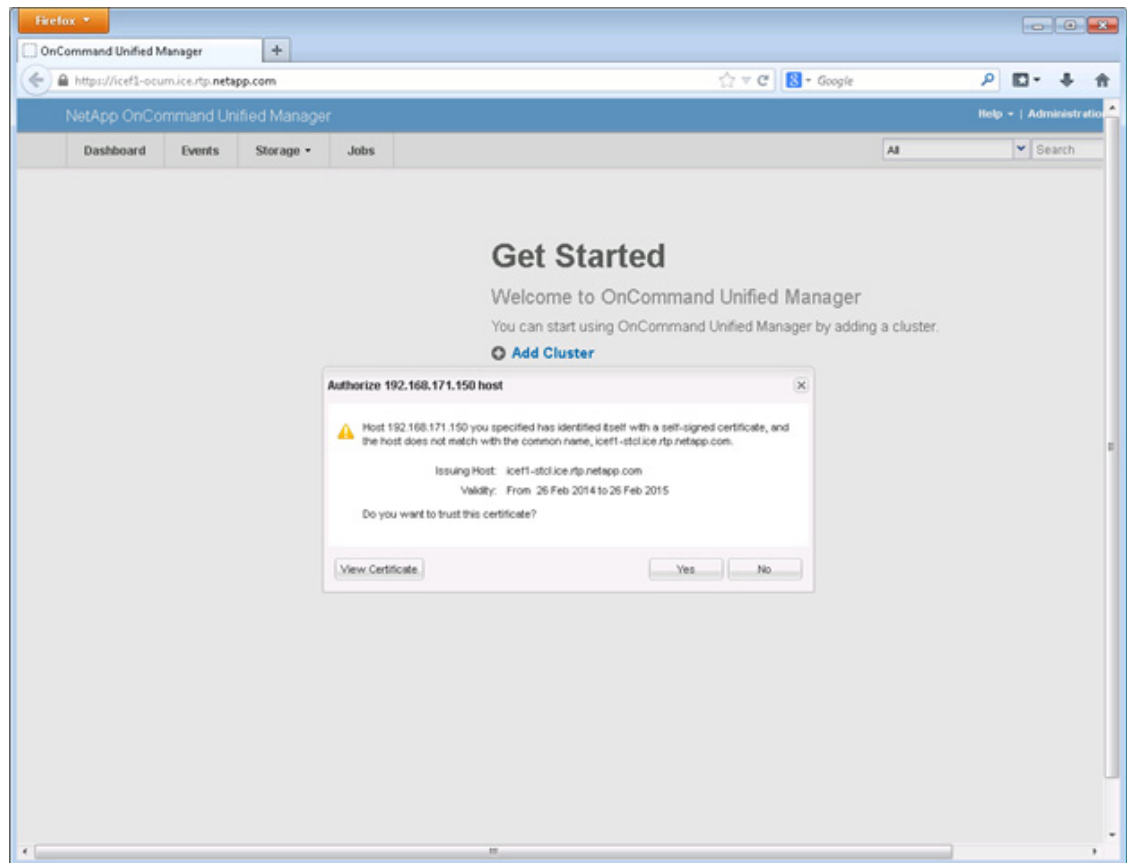 Firefox
OnCommand Unified Manager
+
https://icef1-ocum.ice.rtp.netapp.com
8 - Google
NetApp OnCommand Unified Manager
Help | Administratio
Dashboard Events Storage Jobs
All
Search
Get Started
Welcome to OnCommand Unified Manager
You can start using OnCommand Unified Manager by adding a cluster.
Add Cluster
Authorize 192.168.171.150 host
Host 192.168.171.150 you specified has identified itself with a self-signed certificate, and
the host does not match with the common name, icef1-stcl.ice.rtp.netapp.com.
Issuing Host: icef1-stcl.ice.rtp.netapp.com
Validity: From 26 Feb 2014 to 26 Feb 2015
Do you want to trust this certificate?
View Certificate
Yes
No